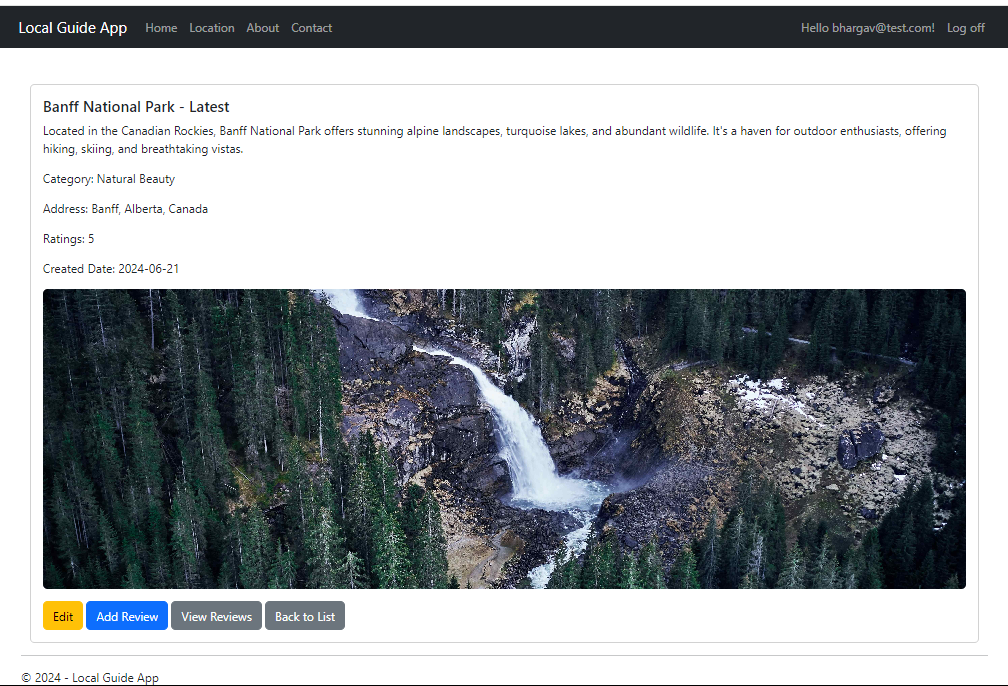 Local Guide App Home Location About Contact Hello bhargav@test.com! Log off
Banff National Park - Latest
Located in the Canadian Rockies, Banff National Park offers stunning alpine landscapes, turquoise lakes, and abundant wildlife. It's a haven for outdoor enthusiasts, offering
hiking, skiing, and breathtaking vistas.
Category: Natural Beauty
Address: Banff, Alberta, Canada
Ratings: 5
Created Date: 2024-06-21
Edit Add Review View Reviews Back to List
© 2024 - Local Guide App